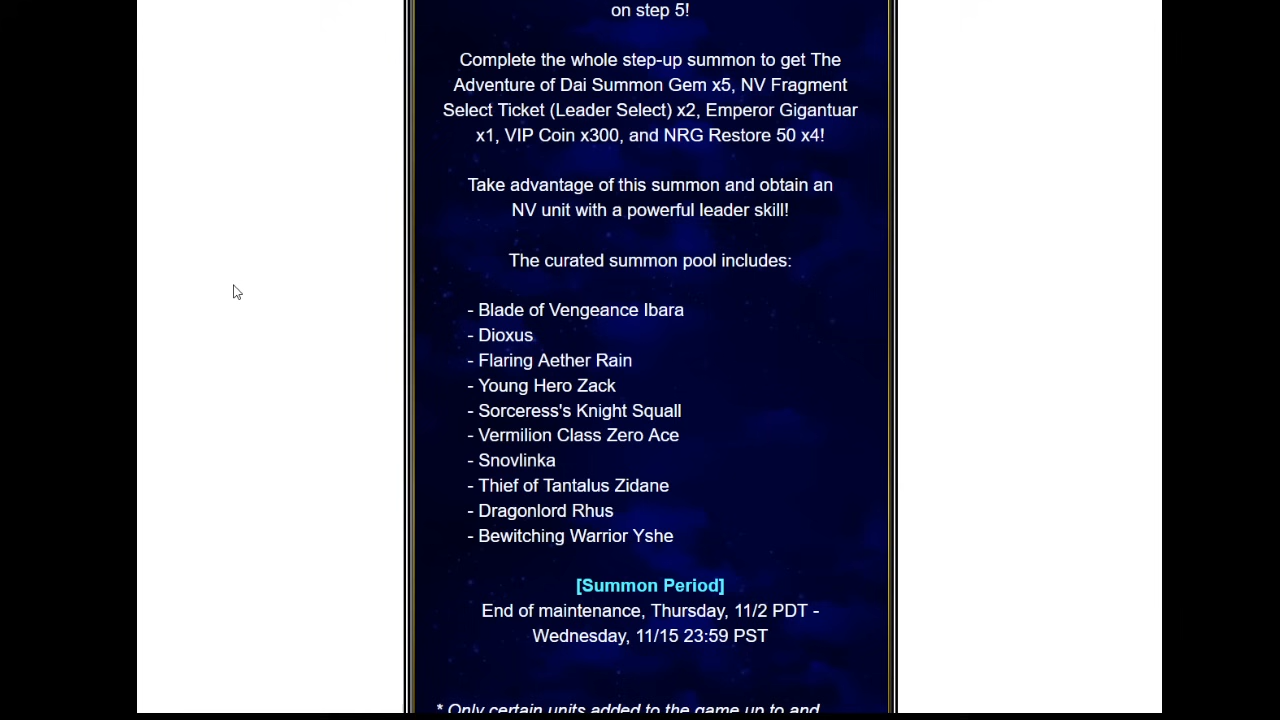 on step 5!
Complete the whole step-up summon to get The
Adventure of Dai Summon Gem x5, NV Fragment
Select Ticket (Leader Select) x2, Emperor Gigantuar
x1, VIP Coin x300, and NRG Restore 50 x4!
Take advantage of this summon and obtain an
NV unit with a powerful leader skill!
The curated summon pool includes:
- Blade of Vengeance Ibara
- Dioxus
- Flaring Aether Rain
- Young Hero Zack
- Sorceress's Knight Squall
- Vermilion Class Zero Ace
- Snovlinka
- Thief of Tantalus Zidane
- Dragonlord Rhus
- Bewitching Warrior Yshe
[Summon Period]
End of maintenance, Thursday, 11/2 PDT -
Wednesday, 11/15 23:59 PST
* Only certain units added to the game up to and